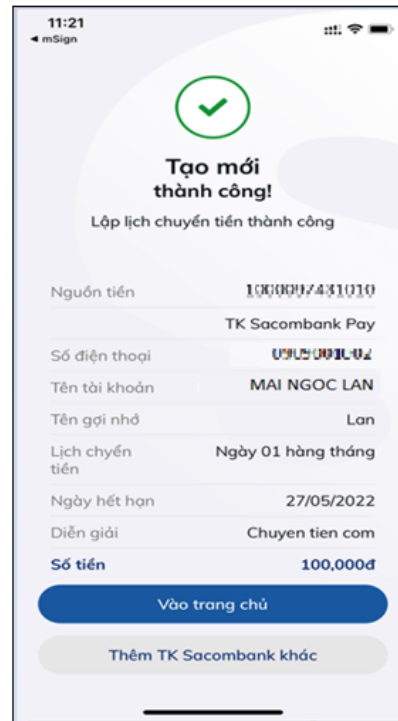 11:21
◀ mSign
Tạo mới
thành công!
Lập lịch chuyển tiền thành công
Nguồn tiền
TK Sacombank Pay
Số điện thoại
Tên tài khoản MAI NGOC LAN
Tên gợi nhớ Lan
Lịch chyển Ngày 01 hàng tháng
tiền
Ngày hết hạn 27/05/2022
Diễn giải Chuyen tien com
Số tiền 100,000đ
Vào trang chủ
Thêm TK Sacombank khác